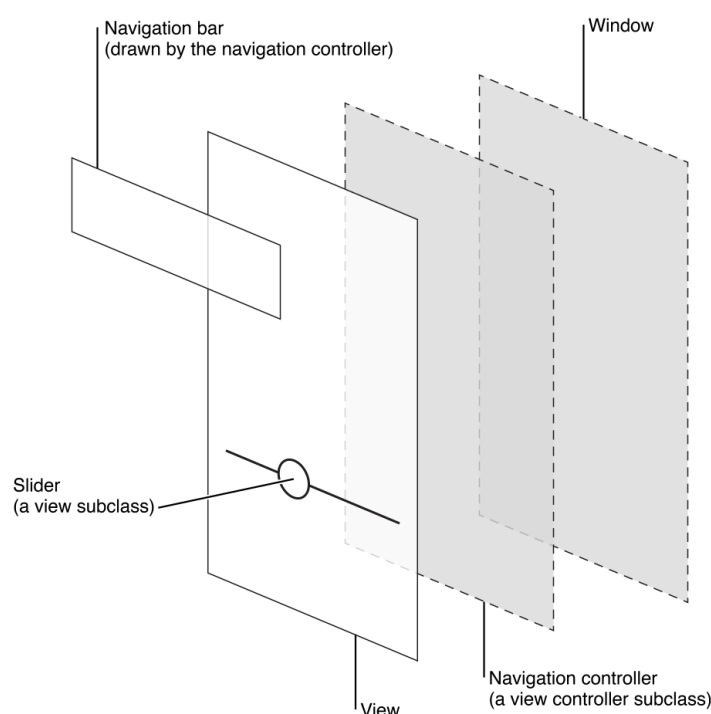 Navigation bar
(drawn by the navigation controller)
Window
Slider
(a view subclass)
Navigation controller
(a view controller subclass)
View